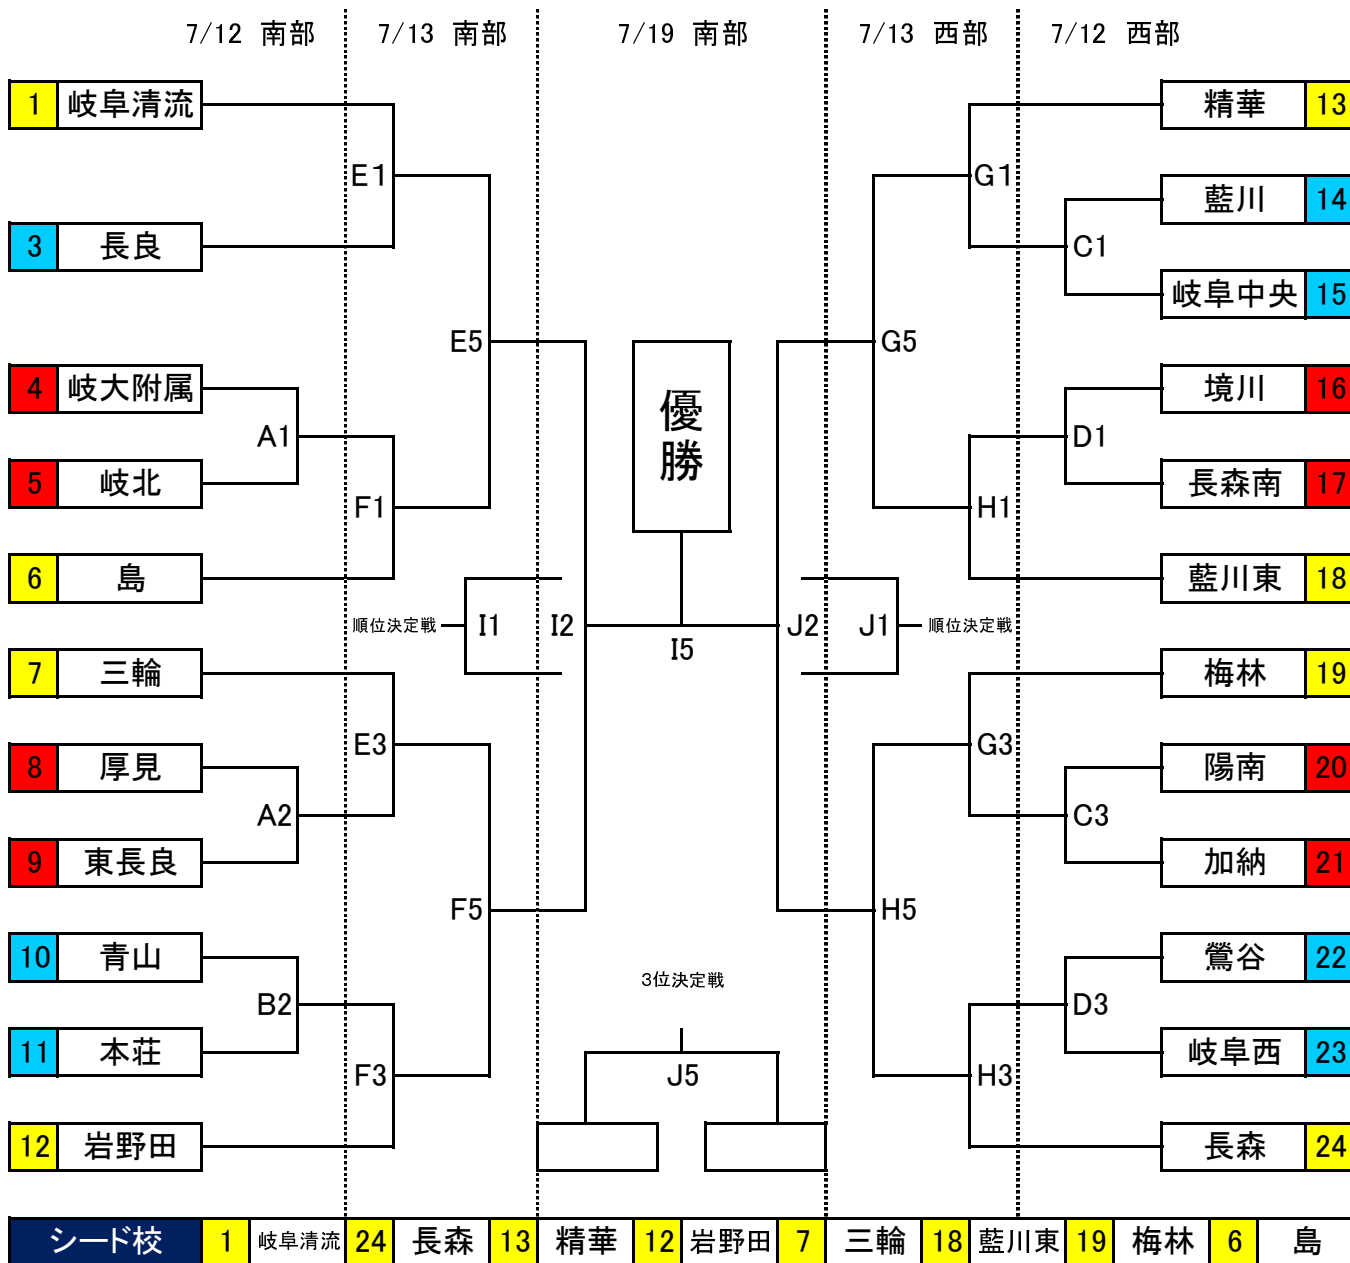 7/12 南部 7/13 南部 7/19 南部 7/13 西部 7/12 西部
1 岐阜清流 精華 13
E1 G1
藍川 14
3 長良 C1
岐阜中央 15
E5 G5
4 岐大附属 優勝 境川 16
A1 D1
5 岐北 長森南 17
F1 H1
6 島 藍川東 18
順位決定戦 I1 I2 I5 J2 J1 順位決定戦
7 三輪 梅林 19
E3 G3
8 厚見 陽南 20
A2 C3
9 東長良 加納 21
F5 H5
10 青山 鶯谷 22
3位決定戦
B2 D3
11 本荘 岐阜西 23
F3 J5 H3
12 岩野田 長森 24
シード校 1 岐阜清流 24 長森 13 精華 12 岩野田 7 三輪 18 藍川東 19 梅林 6 島